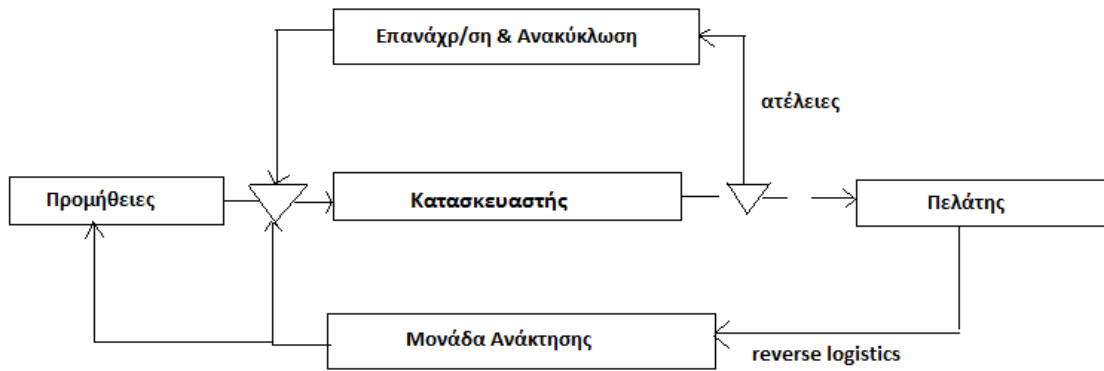 Επανάχρ/ση & Ανακύκλωση
ατέλειες
Προμήθειες
Κατασκευαστής
Πελάτης
Μονάδα Ανάκτησης
reverse logistics